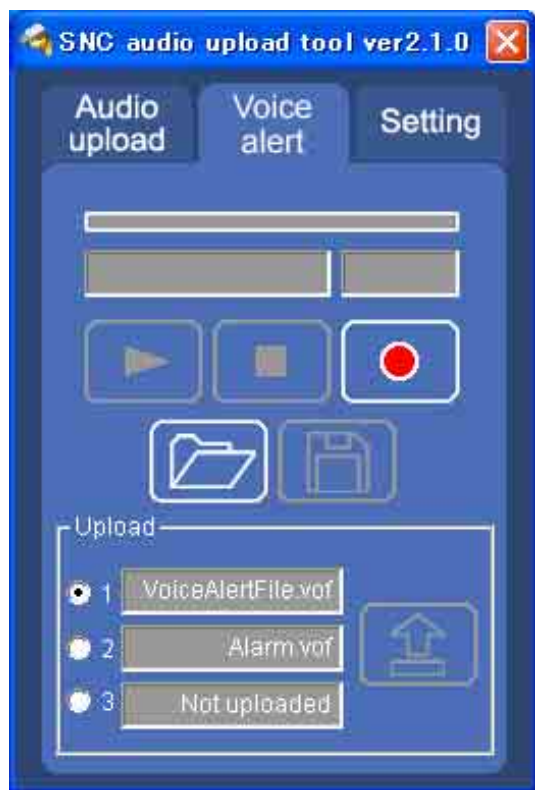 SNC audio upload tool ver2.1.0
Audio
upload
Voice
alert
Setting
Upload
1 VoiceAlertFile.vof
2 Alarm.vof
3 Not uploaded